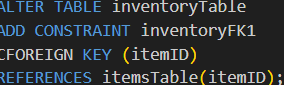 ALTER TABLE inventoryTable
ADD CONSTRAINT inventoryFK1
CFOREIGN KEY (itemID)
REFERENCES itemsTable(itemID);